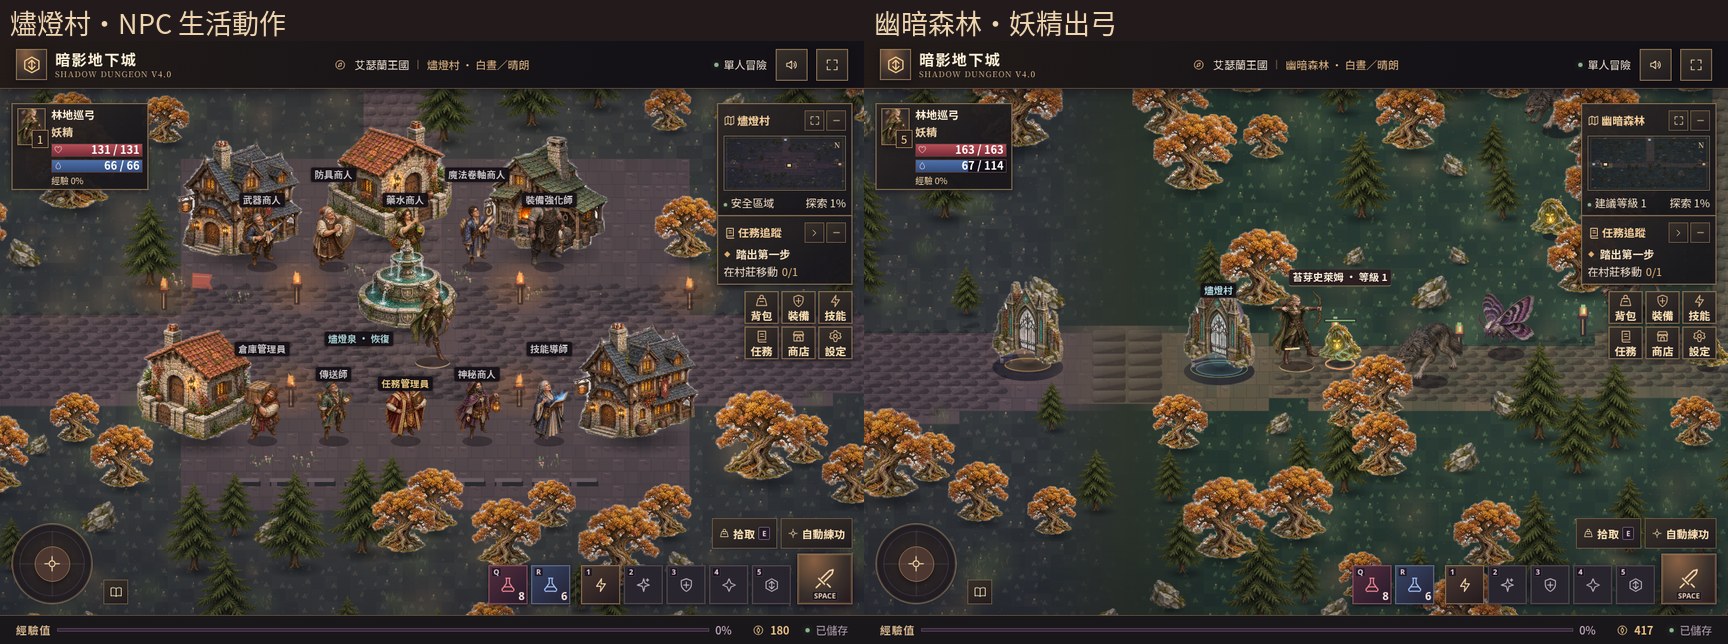 燼燈村・NPC 生活動作
暗影地下城
SHADOW DUNGEON V4.0
艾瑟蘭王國 | 燼燈村 · 白晝／晴朗
單人冒險
林地巡弓
妖精
1
131 / 131
66 / 66
經驗 0%
防具商人
魔法卷軸商人
武器商人
藥水商人
裝備強化師
燼燈泉 · 恢復
倉庫管理員
技能導師
傳送師
任務管理員
神秘商人
燼燈村
N
安全區域 探索 1%
任務追蹤
踏出第一步
在村莊移動 0/1
背包 裝備 技能
任務 商店 設定
拾取 E 自動練功
Q 8
R 6
1 2 3 4 5
SPACE
經驗值 0% 180 已儲存
幽暗森林・妖精出弓
暗影地下城
SHADOW DUNGEON V4.0
艾瑟蘭王國 | 幽暗森林 · 白晝／晴朗
單人冒險
林地巡弓
妖精
5
163 / 163
67 / 114
經驗 0%
苔芽史萊姆 · 等級 1
燼燈村
幽暗森林
N
建議等級 1 探索 1%
任務追蹤
踏出第一步
在村莊移動 0/1
背包 裝備 技能
任務 商店 設定
拾取 E 自動練功
Q 8
R 6
1 2 3 4 5
SPACE
經驗值 0% 417 已儲存